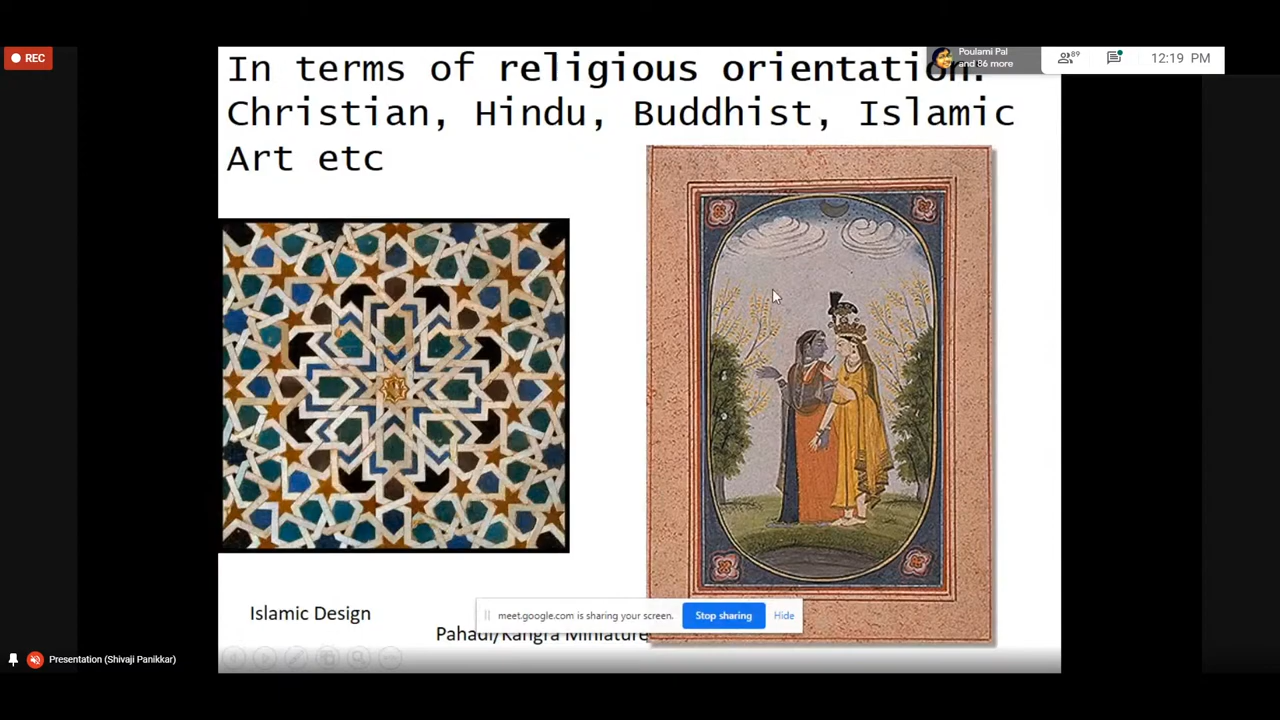 REC
Poulami Pal
and 86 more
89
12:19 PM
In terms of religious orientation:
Christian, Hindu, Buddhist, Islamic
Art etc
Islamic Design
meet.google.com is sharing your screen.
Stop sharing
Hide
Pahadi/Kangra Miniature
Presentation (Shivaji Panikkar)